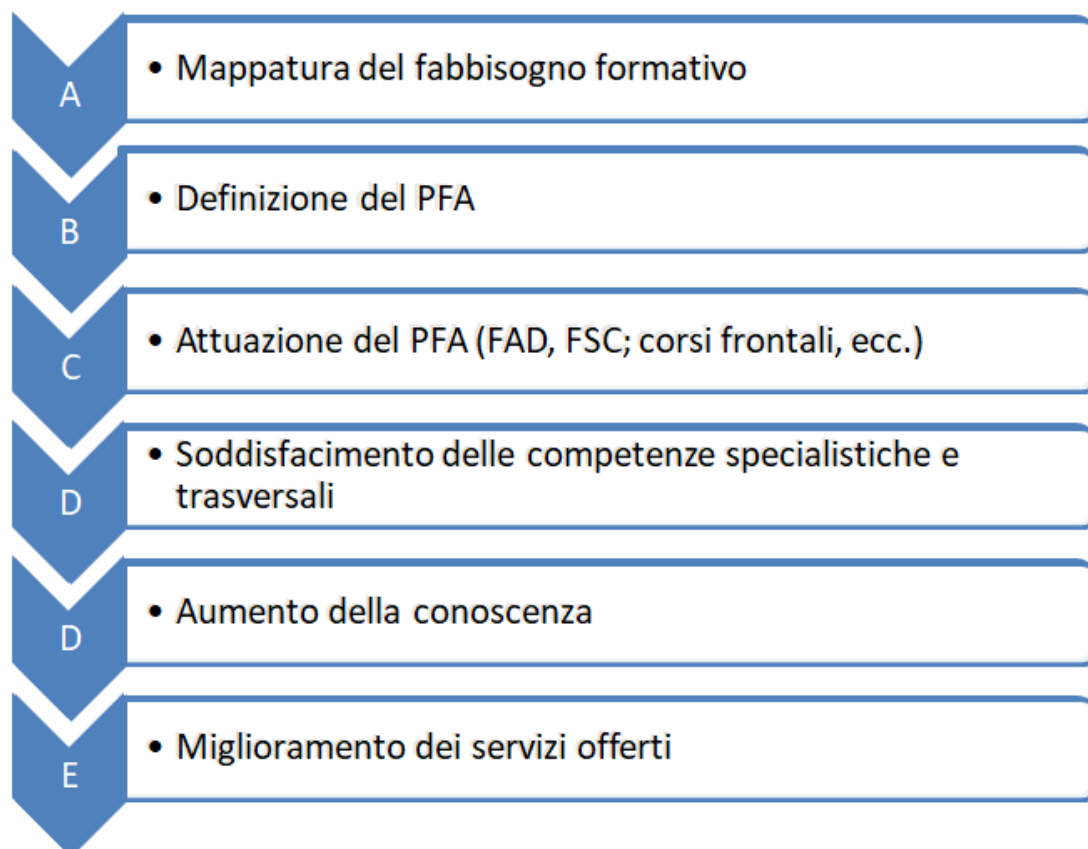 A
• Mappatura del fabbisogno formativo
B
• Definizione del PFA
C
• Attuazione del PFA (FAD, FSC; corsi frontali, ecc.)
D
• Soddisfacimento delle competenze specialistiche e
trasversali
D
• Aumento della conoscenza
E
• Miglioramento dei servizi offerti